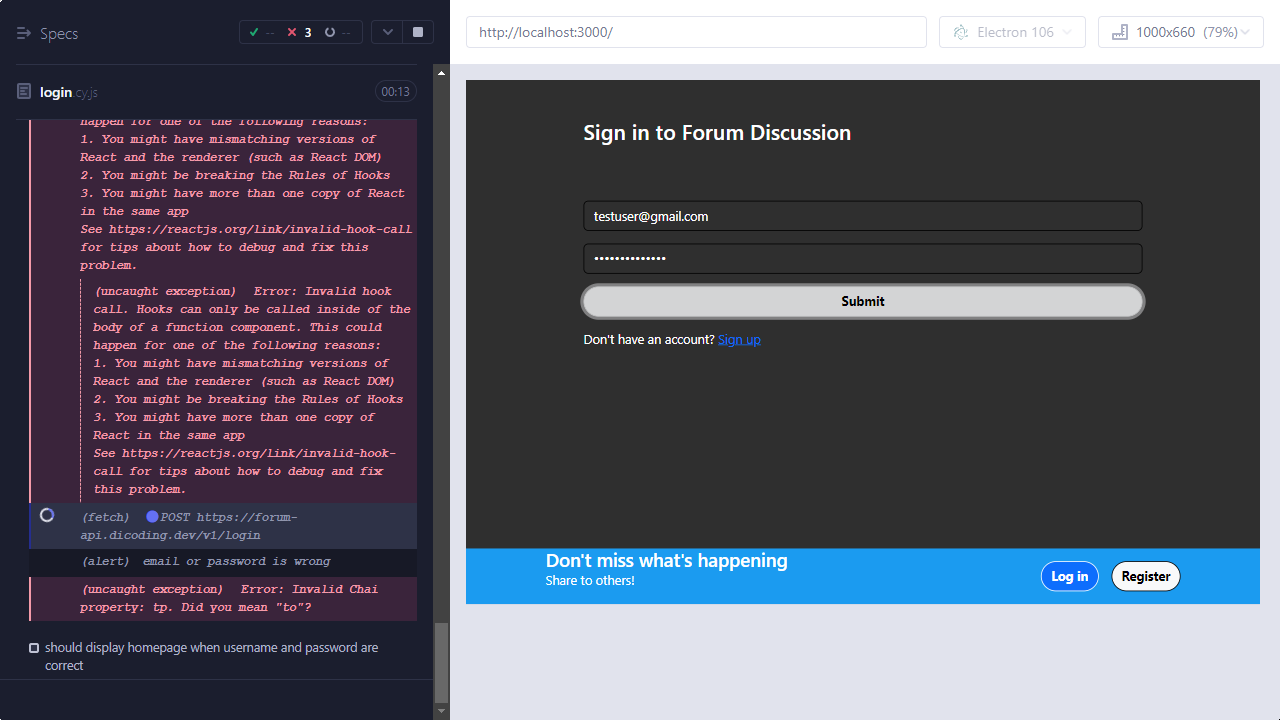 Specs
-- 3 --
login.cy.js
00:13
happen for one of the following reasons:
1. You might have mismatching versions of
React and the renderer (such as React DOM)
2. You might be breaking the Rules of Hooks
3. You might have more than one copy of React
in the same app
See https://reactjs.org/link/invalid-hook-call
for tips about how to debug and fix this
problem.
(uncaught exception) Error: Invalid hook
call. Hooks can only be called inside of the
body of a function component. This could
happen for one of the following reasons:
1. You might have mismatching versions of
React and the renderer (such as React DOM)
2. You might be breaking the Rules of Hooks
3. You might have more than one copy of
React in the same app
See https://reactjs.org/link/invalid-hook-
call for tips about how to debug and fix
this problem.
(fetch) POST https://forum-
api.dicoding.dev/v1/login
(alert) email or password is wrong
(uncaught exception) Error: Invalid Chai
property: tp. Did you mean "to"?
should display homepage when username and password are
correct
http://localhost:3000/
Electron 106
1000x660 (79%)
Sign in to Forum Discussion
testuser@gmail.com
••••••••••••••
Submit
Don't have an account? Sign up
Don't miss what's happening
Share to others!
Log in
Register